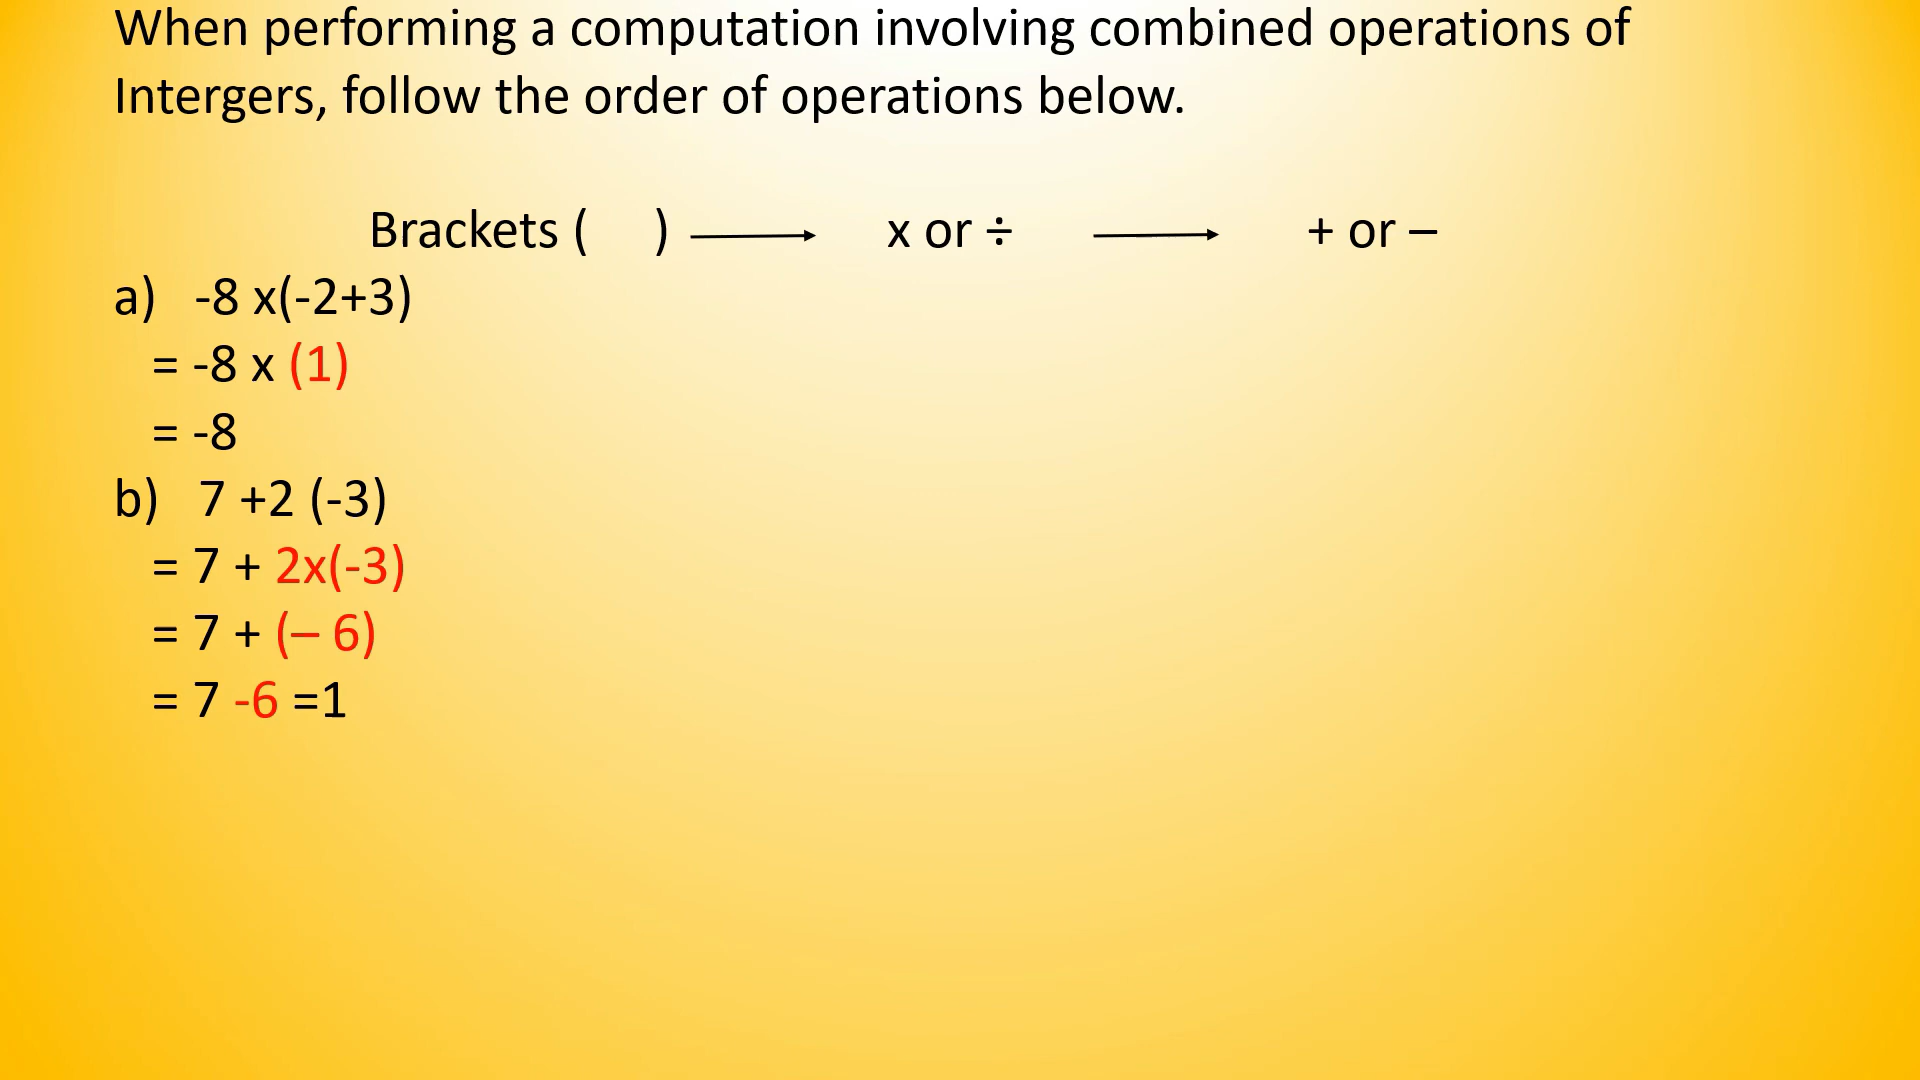 When performing a computation involving combined operations of
Intergers, follow the order of operations below.
Brackets ( ) ⟶ x or ÷ ⟶ + or –
a) -8 x(-2+3)
= -8 x (1)
= -8
b) 7 +2 (-3)
= 7 + 2x(-3)
= 7 + (– 6)
= 7 -6 =1